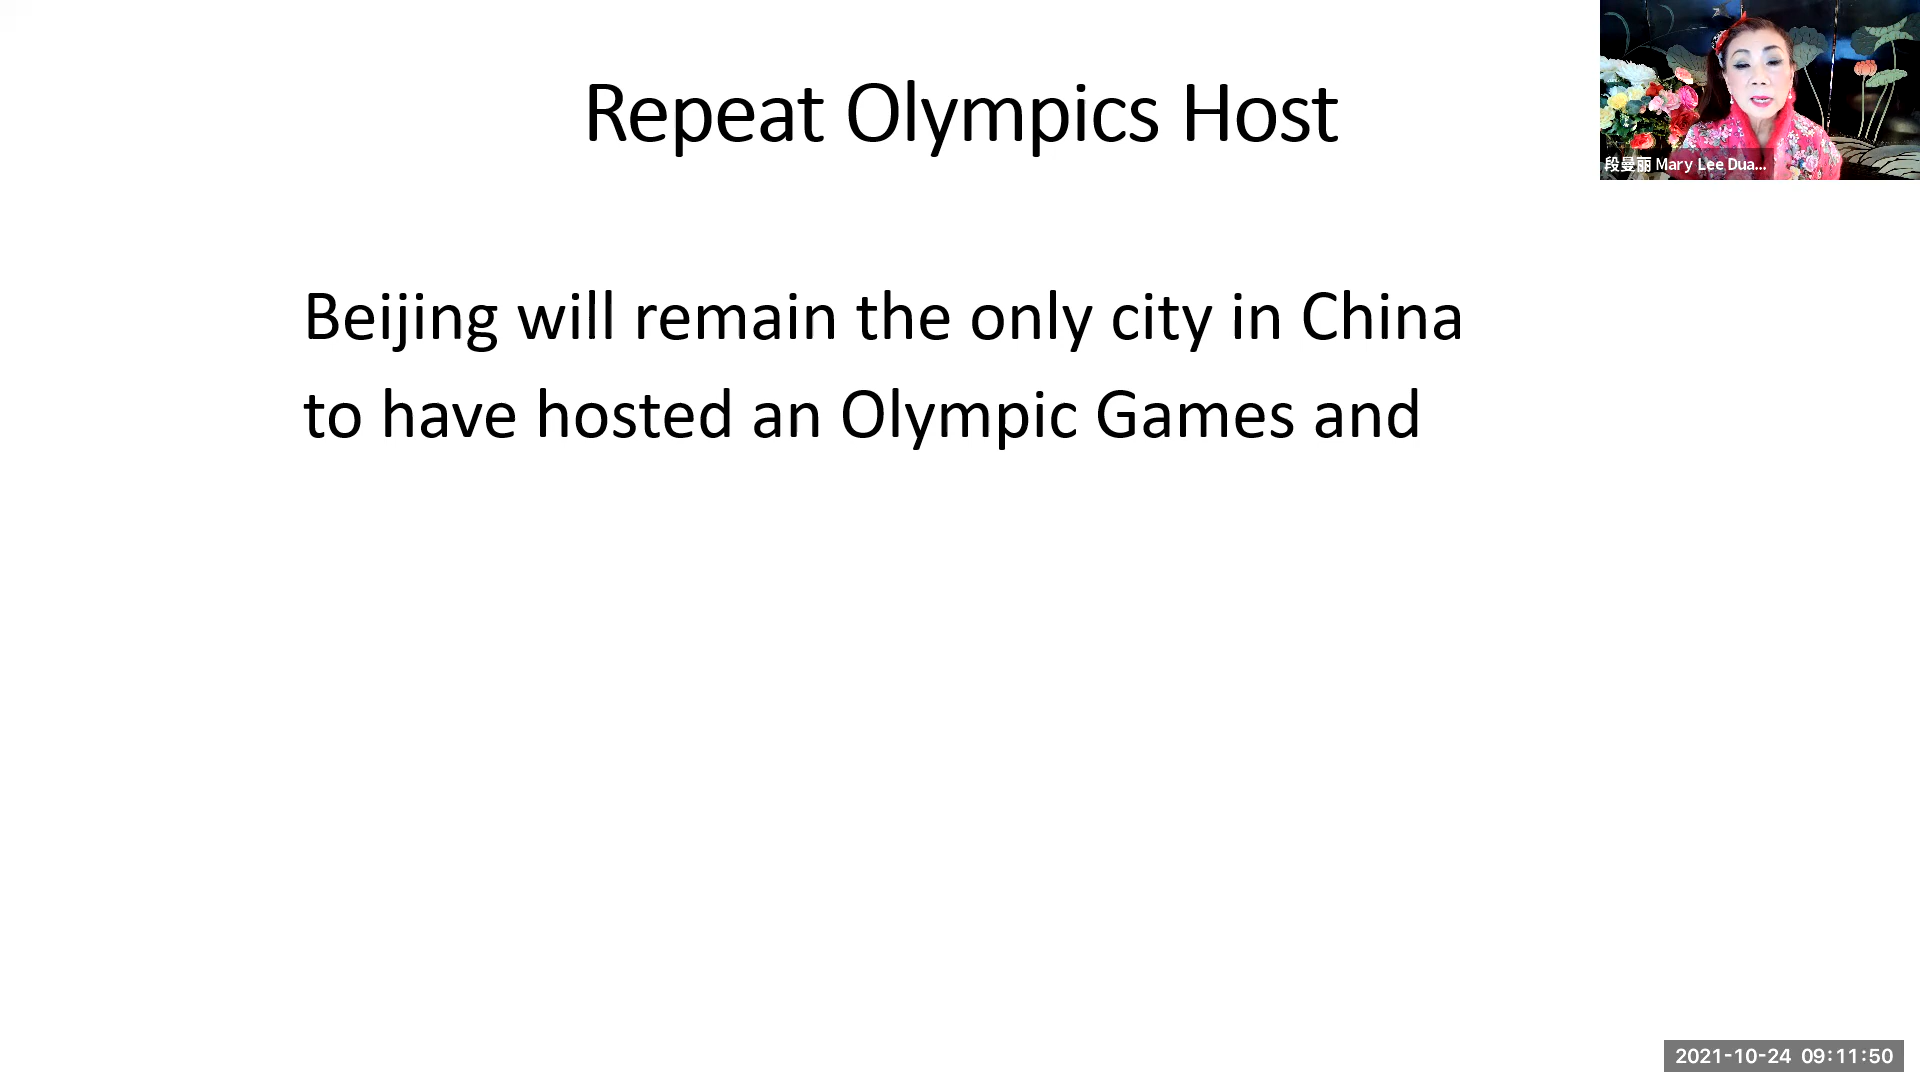 Repeat Olympics Host
段曼丽 Mary Lee Dua...
Beijing will remain the only city in China
to have hosted an Olympic Games and
2021-10-24 09:11:50